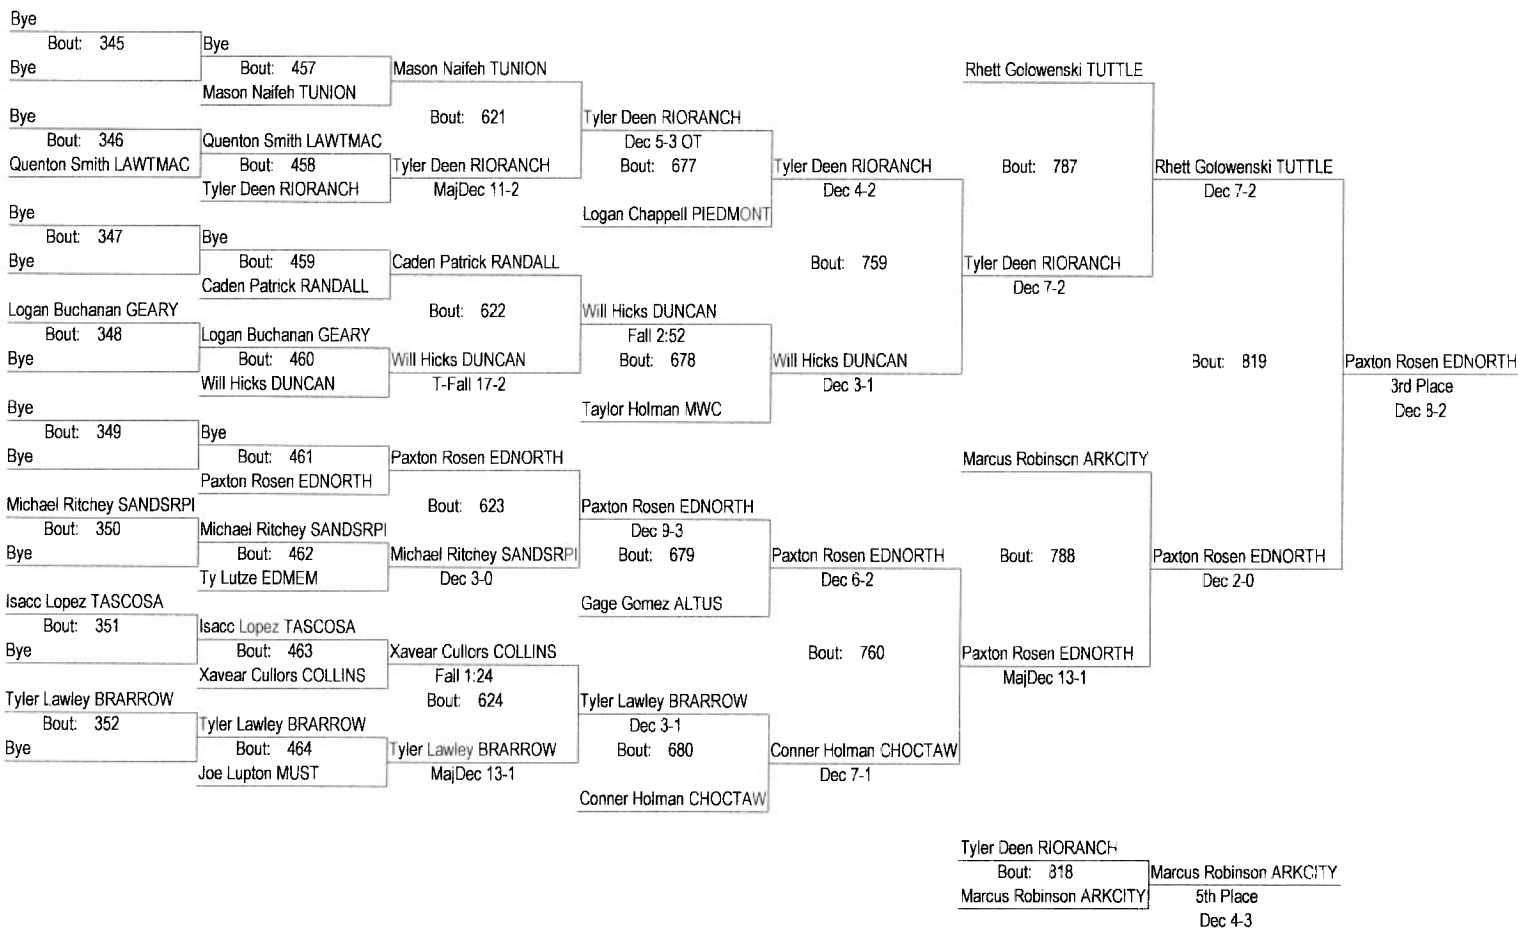 Bye
Bout: 345
Bye
Bye
Bout: 457
Mason Naifeh TUNION
Mason Naifeh TUNION
Bye
Bout: 346
Quenton Smith LAWTMAC
Quenton Smith LAWTMAC
Bout: 458
Tyler Deen RIORANCH
Bout: 621
Tyler Deen RIORANCH
MajDec 11-2
Tyler Deen RIORANCH
Dec 5-3 OT
Bout: 677
Logan Chappell PIEDMONT
Tyler Deen RIORANCH
Dec 4-2
Bye
Bout: 347
Bye
Bye
Bout: 459
Caden Patrick RANDALL
Caden Patrick RANDALL
Logan Buchanan GEARY
Bout: 348
Bye
Logan Buchanan GEARY
Bout: 460
Will Hicks DUNCAN
Bout: 622
Will Hicks DUNCAN
T-Fall 17-2
Will Hicks DUNCAN
Fall 2:52
Bout: 678
Taylor Holman MWC
Will Hicks DUNCAN
Dec 3-1
Bout: 759
Rhett Golowenski TUTTLE
Bout: 787
Tyler Deen RIORANCH
Dec 7-2
Rhett Golowenski TUTTLE
Dec 7-2
Bye
Bout: 349
Bye
Bye
Bout: 461
Paxton Rosen EDNORTH
Paxton Rosen EDNORTH
Michael Ritchey SANDSRPI
Bout: 350
Bye
Michael Ritchey SANDSRPI
Bout: 462
Ty Lutze EDMEM
Bout: 623
Michael Ritchey SANDSRPI
Dec 3-0
Paxton Rosen EDNORTH
Dec 9-3
Bout: 679
Gage Gomez ALTUS
Paxton Rosen EDNORTH
Dec 6-2
Isacc Lopez TASCOSA
Bout: 351
Bye
Isacc Lopez TASCOSA
Bout: 463
Xavear Cullors COLLINS
Xavear Cullors COLLINS
Fall 1:24
Bout: 624
Tyler Lawley BRARROW
Bout: 352
Bye
Tyler Lawley BRARROW
Bout: 464
Joe Lupton MUST
Tyler Lawley BRARROW
MajDec 13-1
Tyler Lawley BRARROW
Dec 3-1
Bout: 680
Conner Holman CHOCTAW
Conner Holman CHOCTAW
Dec 7-1
Bout: 760
Marcus Robinson ARKCITY
Bout: 788
Paxton Rosen EDNORTH
MajDec 13-1
Paxton Rosen EDNORTH
Dec 2-0
Bout: 819
Paxton Rosen EDNORTH
3rd Place
Dec 8-2
Tyler Deen RIORANCH
Bout: 818
Marcus Robinson ARKCITY
Marcus Robinson ARKCITY
5th Place
Dec 4-3